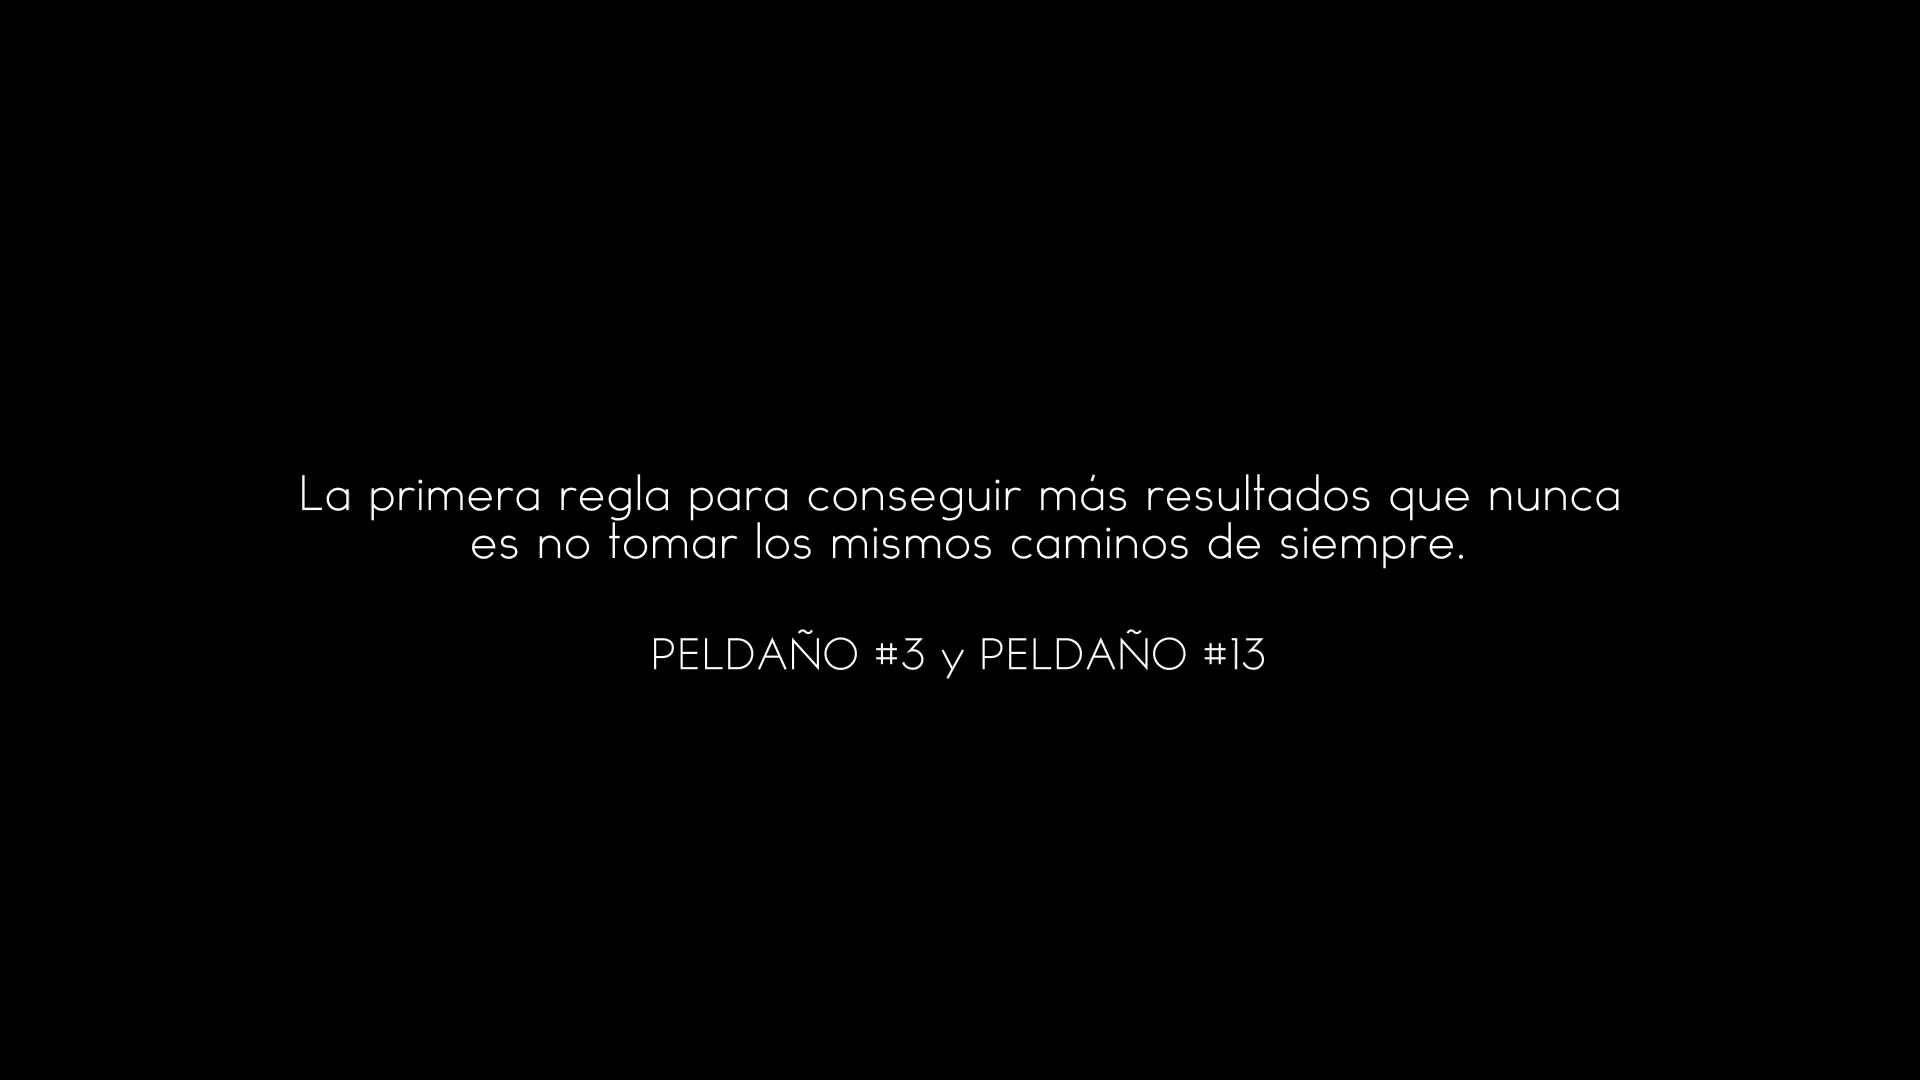 La primera regla para conseguir más resultados que nunca
es no tomar los mismos caminos de siempre.
PELDAÑO #3 y PELDAÑO #13